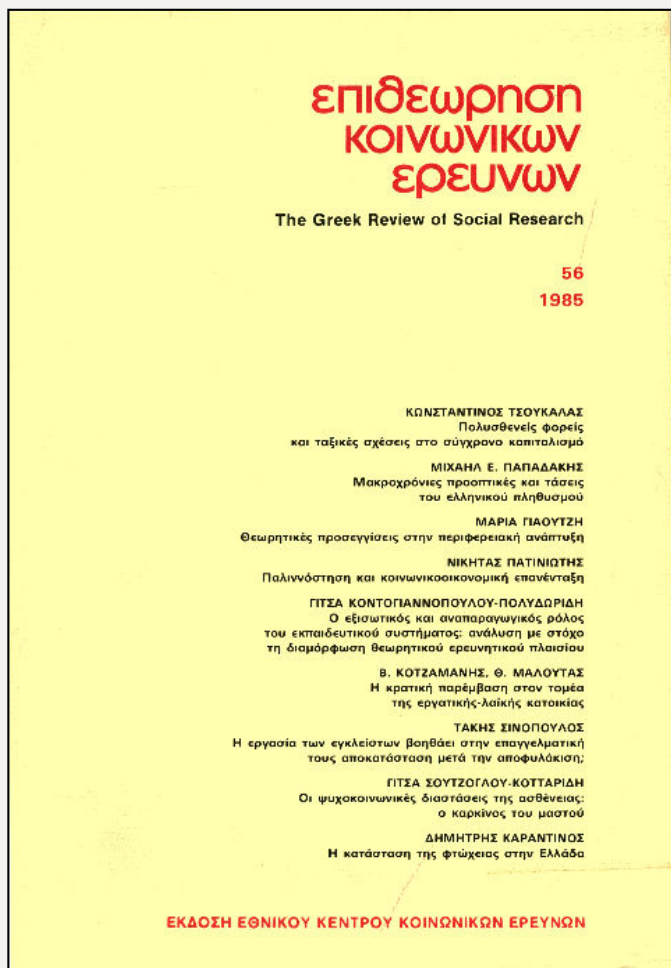 επιθεωρηση
κοινωνικων
ερευνων
The Greek Review of Social Research
56
1985
ΚΩΝΣΤΑΝΤΙΝΟΣ ΤΣΟΥΚΑΛΑΣ
Πολυσθενείς φορείς
και ταξικές σχέσεις στο σύγχρονο καπιταλισμό
ΜΙΧΑΗΛ Ε. ΠΑΠΑΔΑΚΗΣ
Μακροχρόνιες προοπτικές και τάσεις
του ελληνικού πληθυσμού
ΜΑΡΙΑ ΓΙΑΟΥΤΖΗ
Θεωρητικές προσεγγίσεις στην περιφερειακή ανάπτυξη
ΝΙΚΗΤΑΣ ΠΑΤΙΝΙΩΤΗΣ
Παλιννόστηση και κοινωνικοοικονομική επανένταξη
ΓΙΤΣΑ ΚΟΝΤΟΓΙΑΝΝΟΠΟΥΛΟΥ-ΠΟΛΥΔΩΡΙΔΗ
Ο εξισωτικός και αναπαραγωγικός ρόλος
του εκπαιδευτικού συστήματος: ανάλυση με στόχο
τη διαμόρφωση θεωρητικού ερευνητικού πλαισίου
Β. ΚΟΤΖΑΜΑΝΗΣ, Θ. ΜΑΛΟΥΤΑΣ
Η κρατική παρέμβαση στον τομέα
της εργατικής-λαϊκής κατοικίας
ΤΑΚΗΣ ΣΙΝΟΠΟΥΛΟΣ
Η εργασία των εγκλείστων βοηθάει στην επαγγελματική
τους αποκατάσταση μετά την αποφυλάκιση;
ΓΙΤΣΑ ΣΟΥΤΖΟΓΛΟΥ-ΚΟΤΤΑΡΙΔΗ
Οι ψυχοκοινωνικές διαστάσεις της ασθένειας:
ο καρκίνος του μαστού
ΔΗΜΗΤΡΗΣ ΚΑΡΑΝΤΙΝΟΣ
Η κατάσταση της φτώχειας στην Ελλάδα
ΕΚΔΟΣΗ ΕΘΝΙΚΟΥ ΚΕΝΤΡΟΥ ΚΟΙΝΩΝΙΚΩΝ ΕΡΕΥΝΩΝ